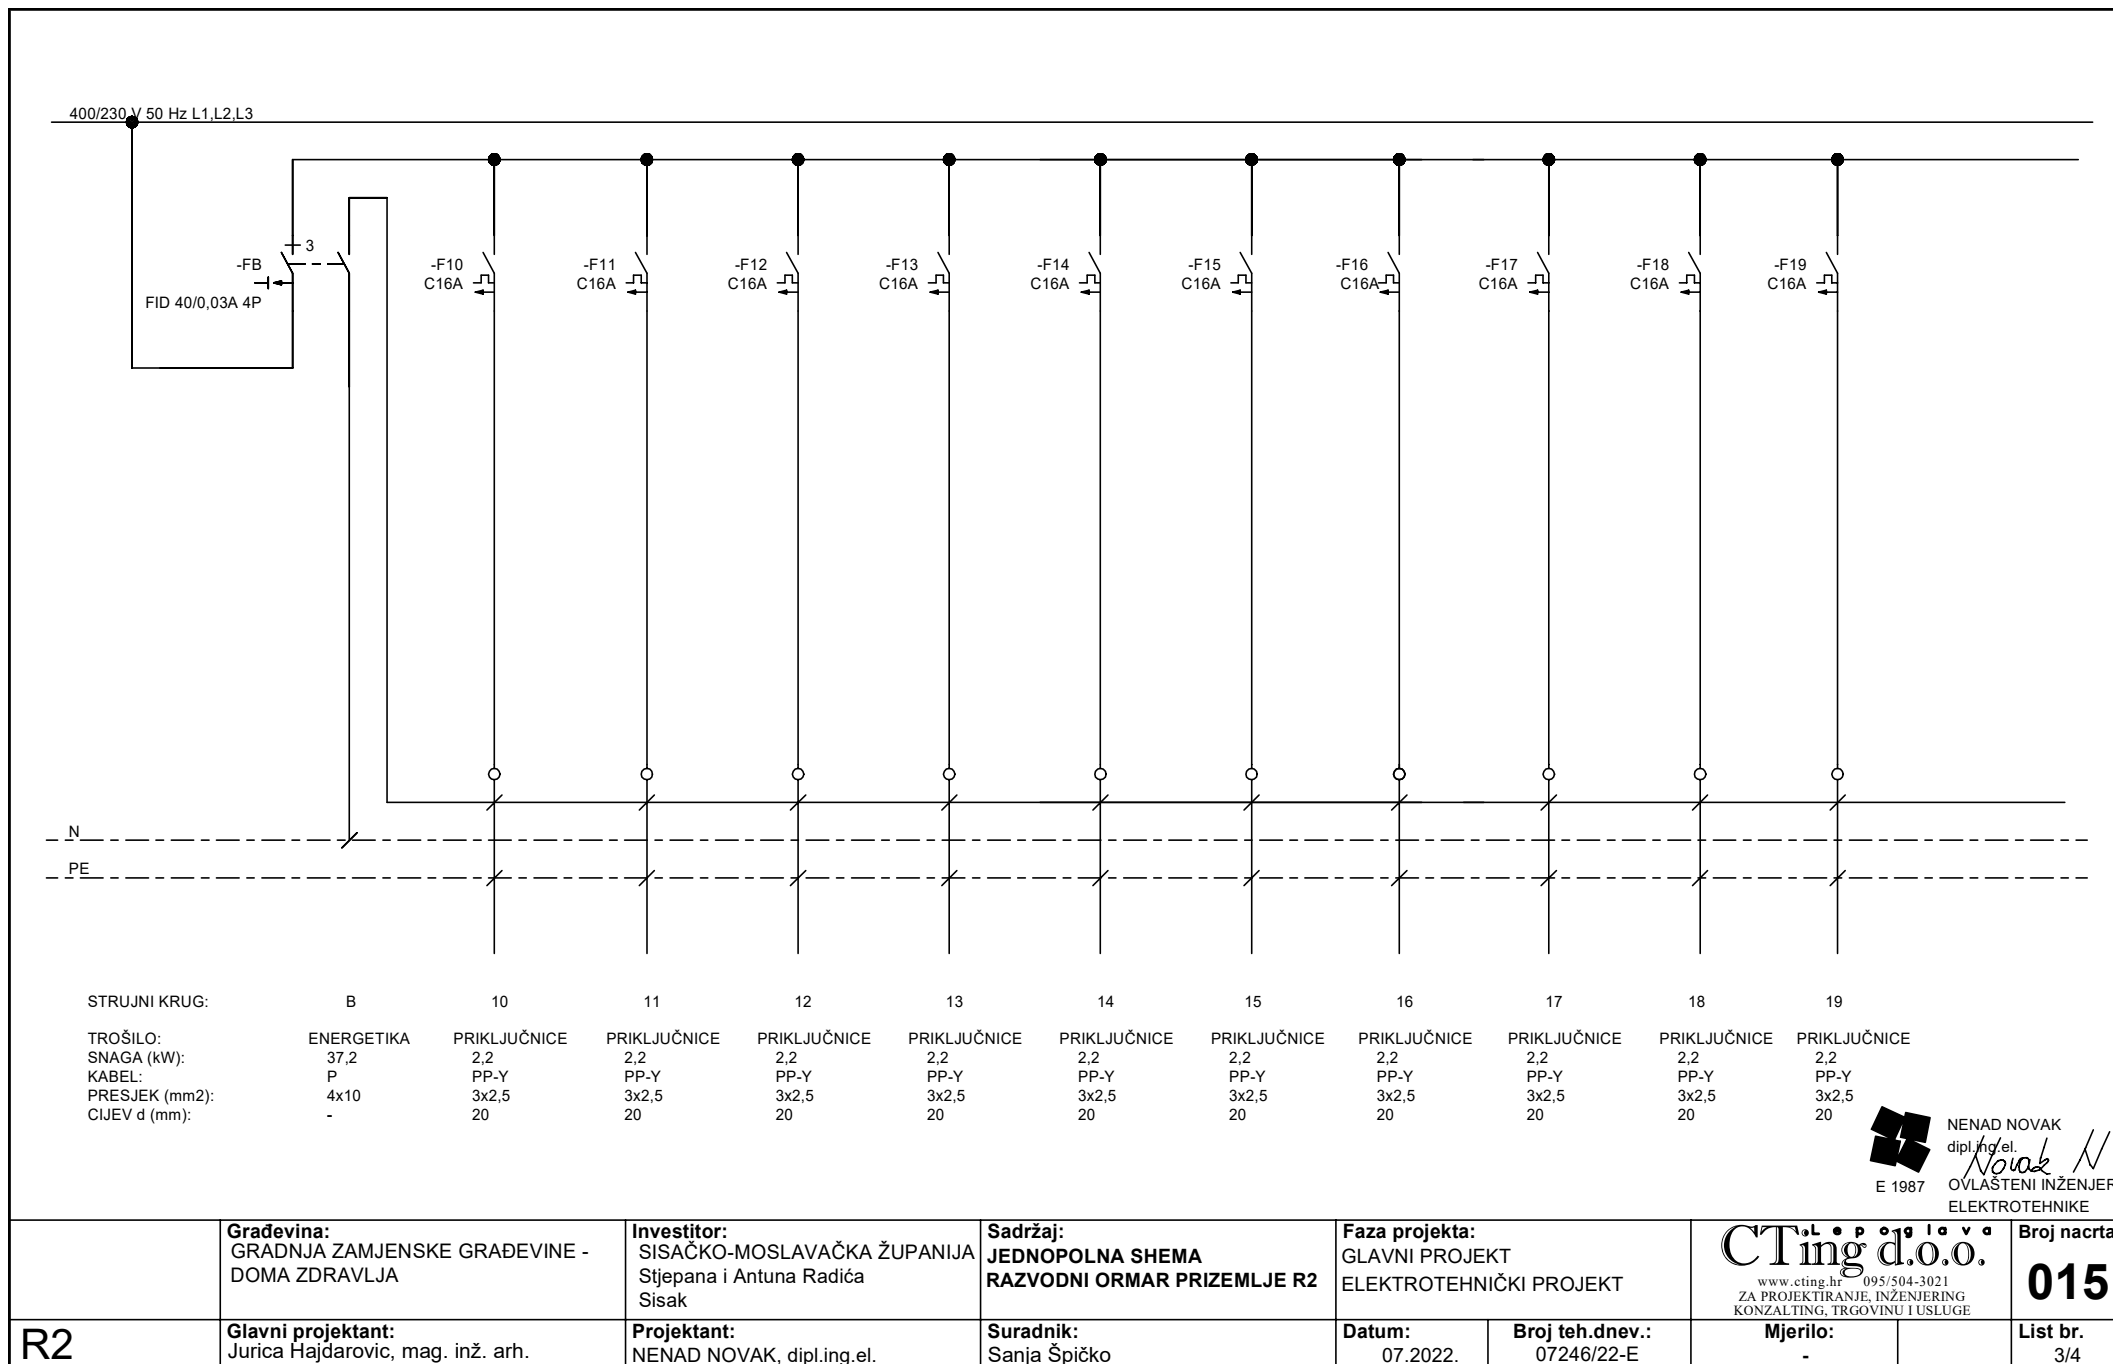 400/230 V 50 Hz L1,L2,L3
3
-FB
FID 40/0,03A 4P
-F10 -F11 -F12 -F13 -F14 -F15 -F16 -F17 -F18 -F19
C16A C16A C16A C16A C16A C16A C16A C16A C16A C16A
N
PE
STRUJNI KRUG: B 10 11 12 13 14 15 16 17 18 19
TROŠILO: ENERGETIKA PRIKLJUČNICE PRIKLJUČNICE PRIKLJUČNICE PRIKLJUČNICE PRIKLJUČNICE PRIKLJUČNICE PRIKLJUČNICE PRIKLJUČNICE PRIKLJUČNICE PRIKLJUČNICE
SNAGA (kW): 37,2 2,2 2,2 2,2 2,2 2,2 2,2 2,2 2,2 2,2 2,2
KABEL: P PP-Y PP-Y PP-Y PP-Y PP-Y PP-Y PP-Y PP-Y PP-Y PP-Y
PRESJEK (mm2): 4x10 3x2,5 3x2,5 3x2,5 3x2,5 3x2,5 3x2,5 3x2,5 3x2,5 3x2,5 3x2,5
CIJEV d (mm): - 20 20 20 20 20 20 20 20 20 20
NENAD NOVAK
dipl.ing.el.
Novak N
E 1987
OVLAŠTENI INŽENJER
ELEKTROTEHNIKE
Građevina:
GRADNJA ZAMJENSKE GRAĐEVINE -
DOMA ZDRAVLJA
Investitor:
SISAČKO-MOSLAVAČKA ŽUPANIJA
Stjepana i Antuna Radića
Sisak
Sadržaj:
JEDNOPOLNA SHEMA
RAZVODNI ORMAR PRIZEMLJE R2
Faza projekta:
GLAVNI PROJEKT
ELEKTROTEHNIČKI PROJEKT
Lepoglava
CTing d.o.o.
www.cting.hr 095/504-3021
ZA PROJEKTIRANJE, INŽENJERING
KONZALTING, TRGOVINU I USLUGE
Broj nacrta
015
R2
Glavni projektant:
Jurica Hajdarovic, mag. inž. arh.
Projektant:
NENAD NOVAK, dipl.ing.el.
Suradnik:
Sanja Špičko
Datum:
07.2022.
Broj teh.dnev.:
07246/22-E
Mjerilo:
-
List br.
3/4